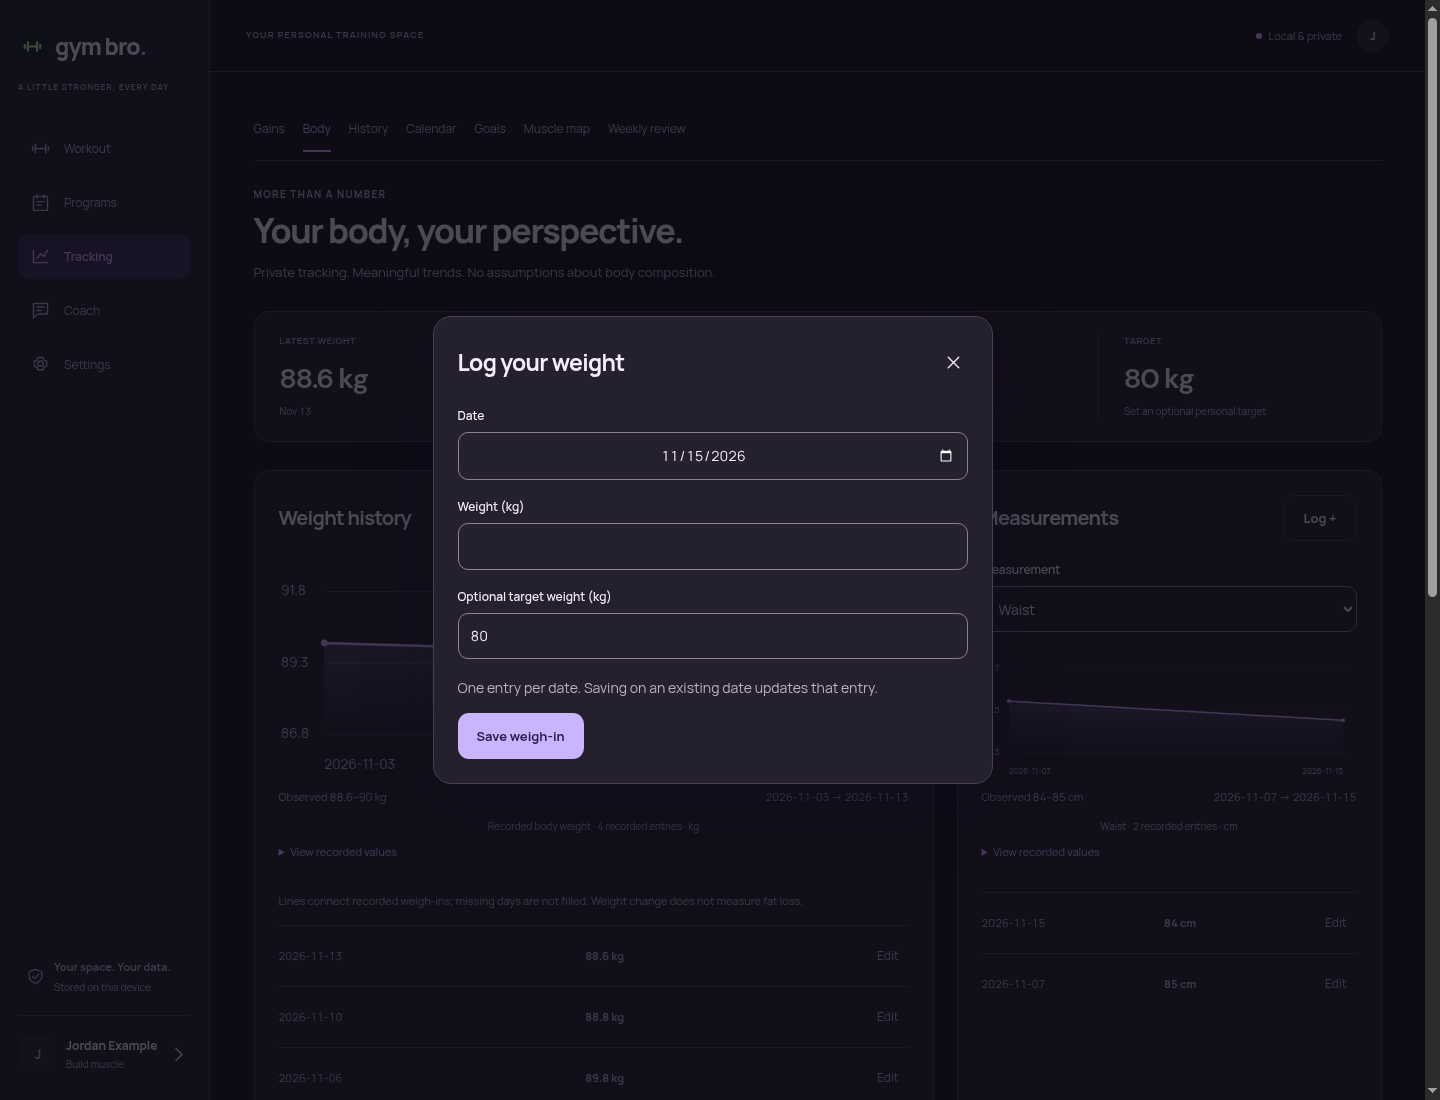 gym bro.
A LITTLE STRONGER, EVERY DAY
Workout
Programs
Tracking
Coach
Settings
Your space. Your data.
Stored on this device
J
Jordan Example
Build muscle
YOUR PERSONAL TRAINING SPACE
Local & private
J
Gains Body History Calendar Goals Muscle map Weekly review
MORE THAN A NUMBER
Your body, your perspective.
Private tracking. Meaningful trends. No assumptions about body composition.
LATEST WEIGHT
88.6 kg
Nov 13
TARGET
80 kg
Set an optional personal target
Log your weight
Date
11/15/2026
Weight (kg)
Optional target weight (kg)
80
One entry per date. Saving on an existing date updates that entry.
Save weigh-in
Weight history
91.8
89.3
86.8
2026-11-03
Observed 88.6–90 kg
2026-11-03 → 2026-11-13
Recorded body weight · 4 recorded entries · kg
View recorded values
Lines connect recorded weigh-ins; missing days are not filled. Weight change does not measure fat loss.
2026-11-13 88.6 kg Edit
2026-11-10 88.8 kg Edit
2026-11-06 89.8 kg Edit
Measurements
Log +
easurement
Waist
2026-11-07 2026-11-15
Observed 84–85 cm
2026-11-07 → 2026-11-15
Waist · 2 recorded entries · cm
View recorded values
2026-11-15 84 cm Edit
2026-11-07 85 cm Edit